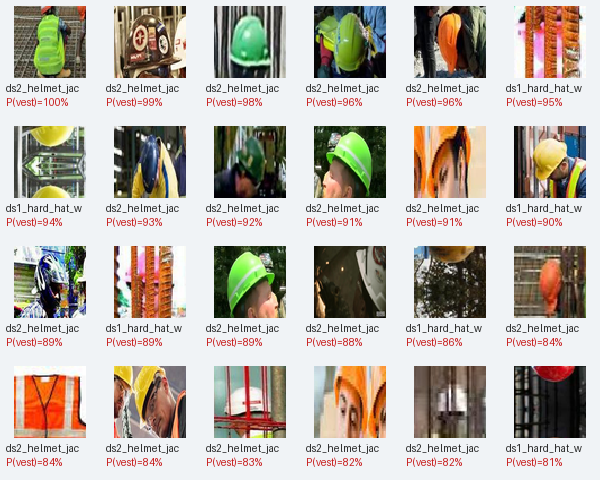 ds2_helmet_jac ds2_helmet_jac ds2_helmet_jac ds2_helmet_jac ds2_helmet_jac ds1_hard_hat_w
P(vest)=100% P(vest)=99% P(vest)=98% P(vest)=96% P(vest)=96% P(vest)=95%
ds1_hard_hat_w ds2_helmet_jac ds2_helmet_jac ds2_helmet_jac ds2_helmet_jac ds1_hard_hat_w
P(vest)=94% P(vest)=93% P(vest)=92% P(vest)=91% P(vest)=91% P(vest)=90%
ds2_helmet_jac ds1_hard_hat_w ds2_helmet_jac ds2_helmet_jac ds1_hard_hat_w ds2_helmet_jac
P(vest)=89% P(vest)=89% P(vest)=89% P(vest)=88% P(vest)=86% P(vest)=84%
ds2_helmet_jac ds2_helmet_jac ds2_helmet_jac ds2_helmet_jac ds2_helmet_jac ds1_hard_hat_w
P(vest)=84% P(vest)=84% P(vest)=83% P(vest)=82% P(vest)=82% P(vest)=81%